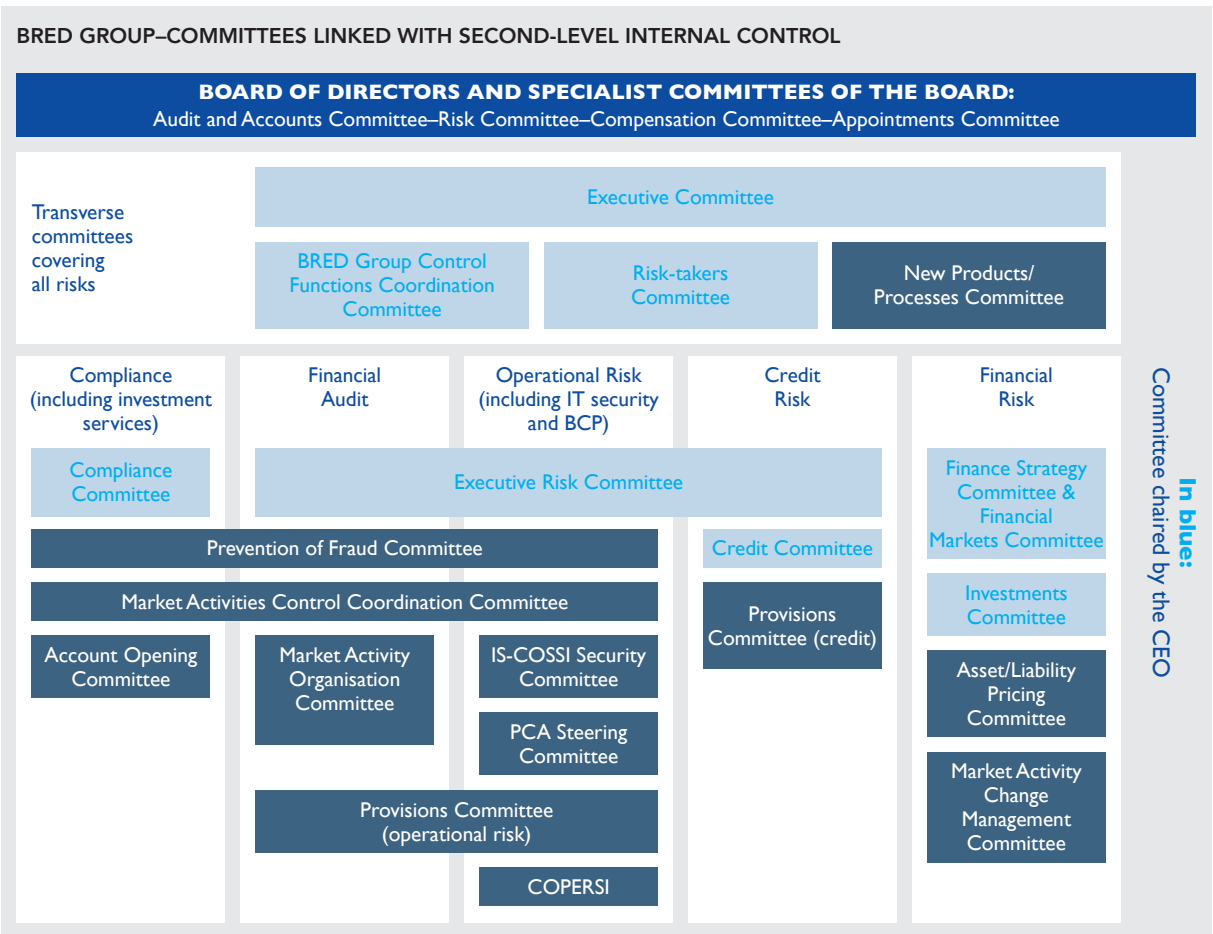 BRED GROUP–COMMITTEES LINKED WITH SECOND-LEVEL INTERNAL CONTROL
BOARD OF DIRECTORS AND SPECIALIST COMMITTEES OF THE BOARD:
Audit and Accounts Committee–Risk Committee–Compensation Committee–Appointments Committee
Transverse
committees
covering
all risks
Executive Committee
BRED Group Control
Functions Coordination
Committee
Risk-takers
Committee
New Products/
Processes Committee
Compliance
(including investment
services)
Financial
Audit
Operational Risk
(including IT security
and BCP)
Credit
Risk
Financial
Risk
Compliance
Committee
Executive Risk Committee
Finance Strategy
Committee &
Financial
Markets Committee
Prevention of Fraud Committee
Credit Committee
Market Activities Control Coordination Committee
Provisions
Committee (credit)
Investments
Committee
Account Opening
Committee
Market Activity
Organisation
Committee
IS-COSSI Security
Committee
Asset/Liability
Pricing
Committee
PCA Steering
Committee
Market Activity
Change
Management
Committee
Provisions Committee
(operational risk)
COPERSI
In blue:
Committee chaired by the CEO